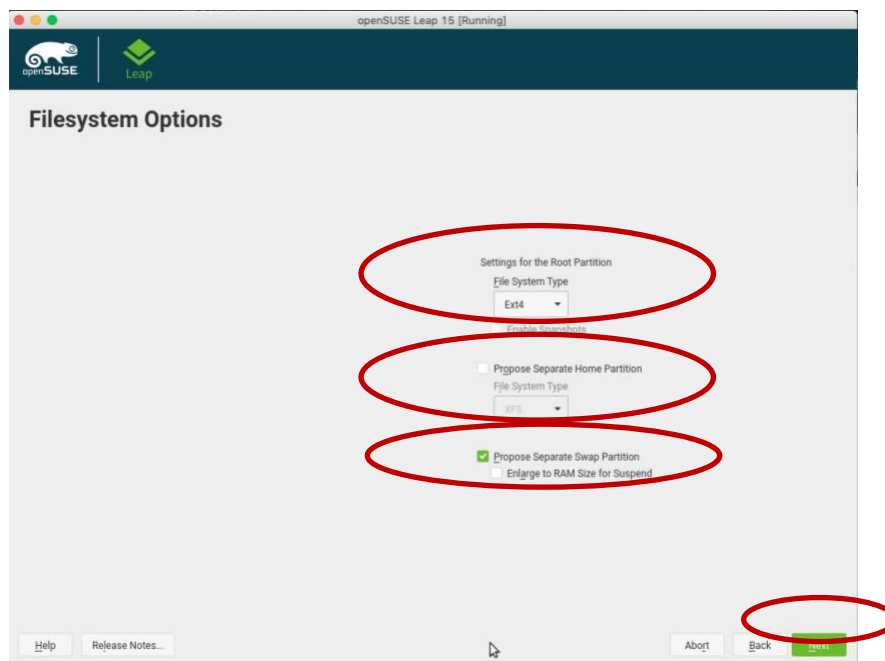 openSUSE Leap 15 [Running]
openSUSE
Leap
Filesystem Options
Settings for the Root Partition
File System Type
Ext4
Enable Snapshots
Propose Separate Home Partition
File System Type
XFS
Propose Separate Swap Partition
Enlarge to RAM Size for Suspend
Help Release Notes... Abort Back Next